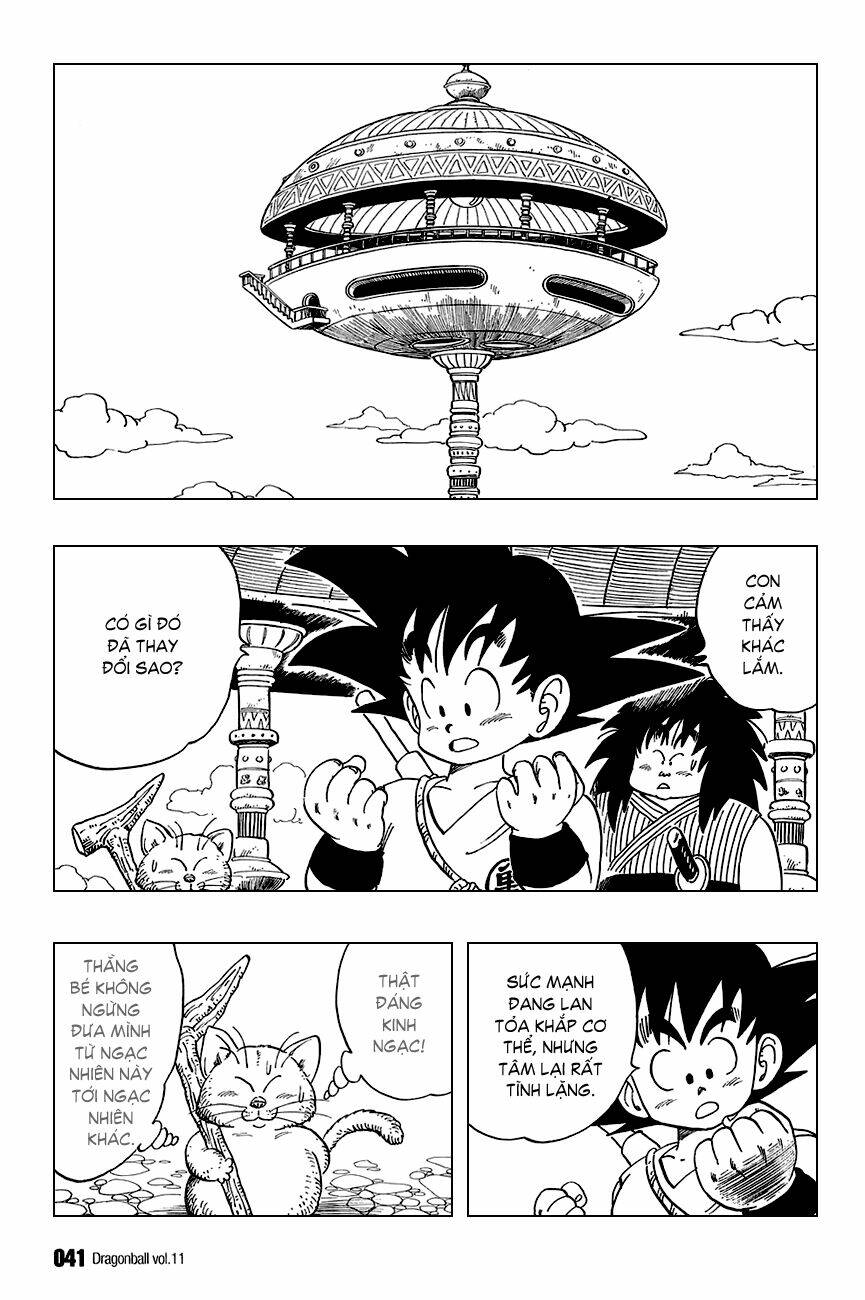 CON
CẢM
THẤY
KHÁC
LẮM.
CÓ GÌ ĐÓ
ĐÃ THAY
ĐỔI SAO?
SỨC MẠNH
ĐANG LAN
TỎA KHẮP CƠ
THỂ, NHƯNG
TÂM LẠI RẤT
TĨNH LẶNG.
THẬT
ĐÁNG
KINH
NGẠC!
THẰNG
BÉ KHÔNG
NGỪNG
ĐƯA MÌNH
TỪ NGẠC
NHIÊN NÀY
TỚI NGẠC
NHIÊN
KHÁC.
041 Dragonball vol.11